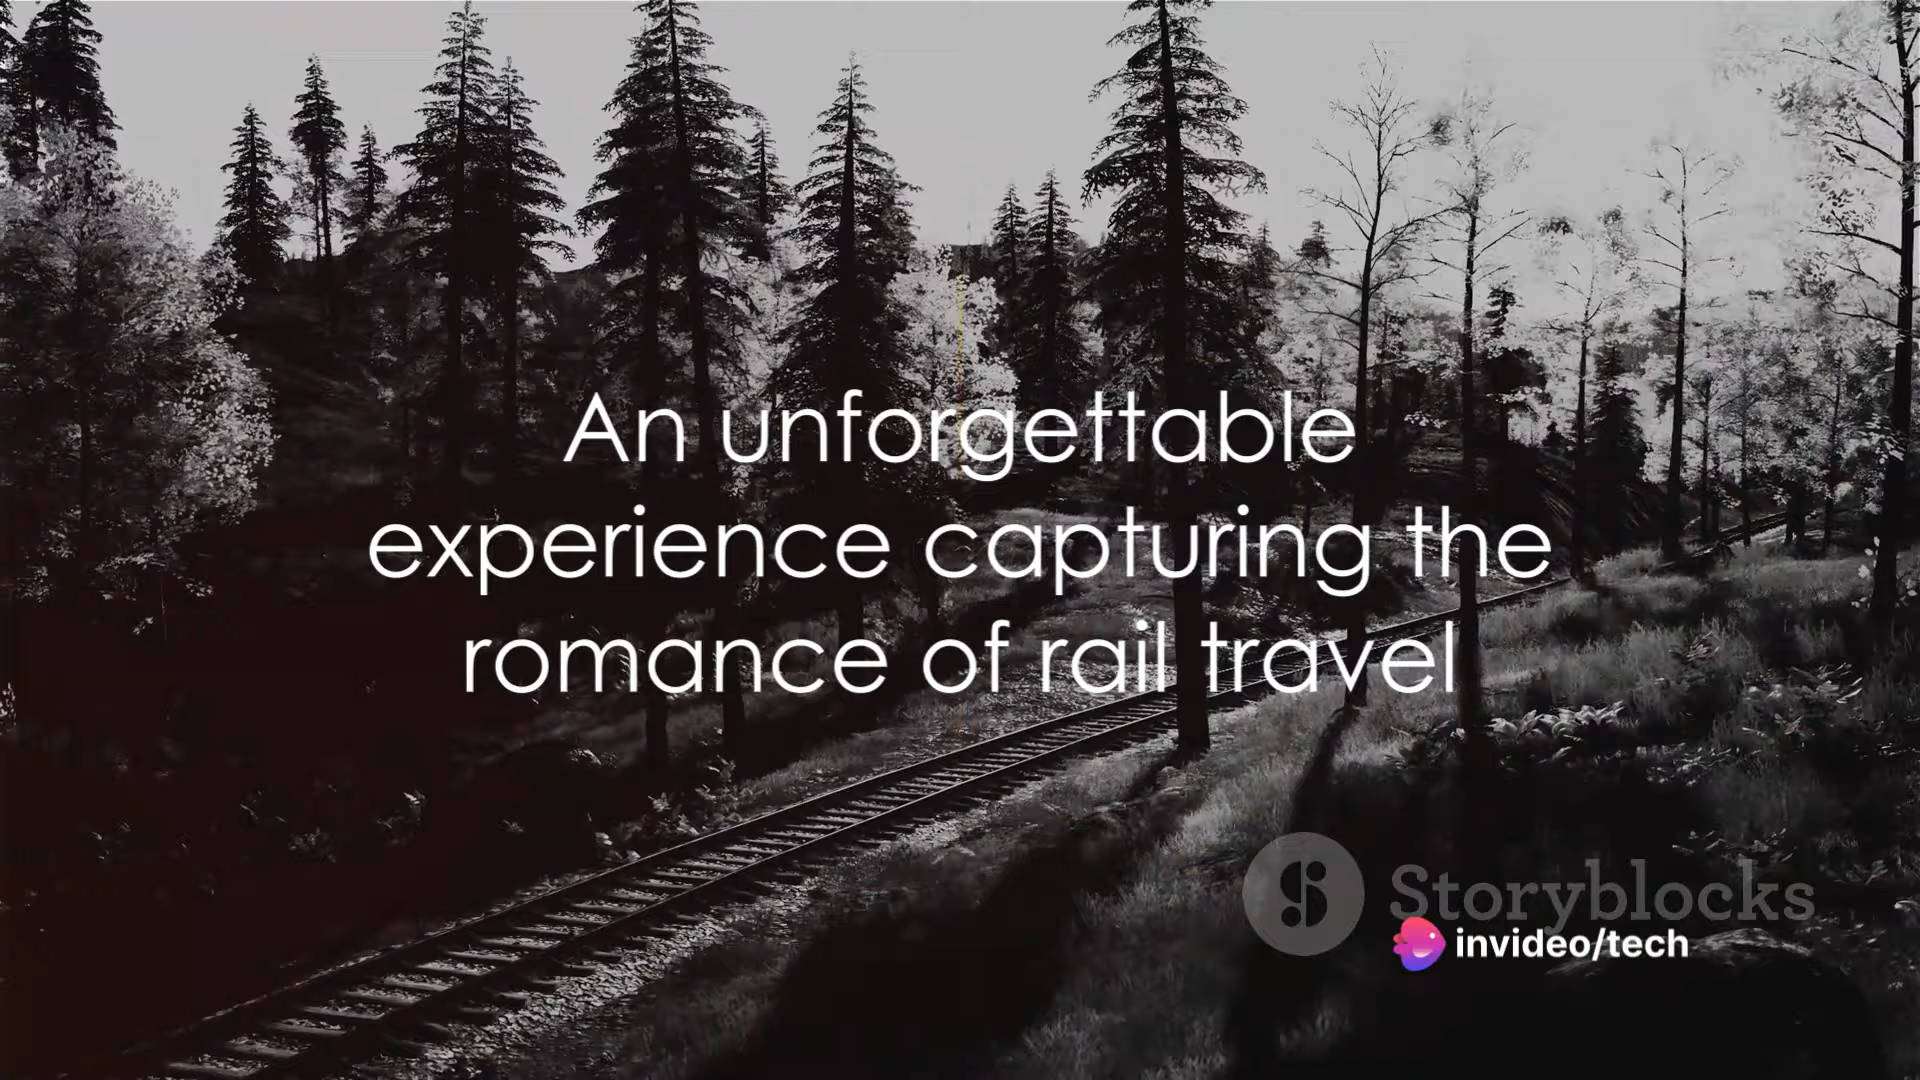 An unforgettable
experience capturing the
romance of rail travel
Storyblocks
invideo/tech